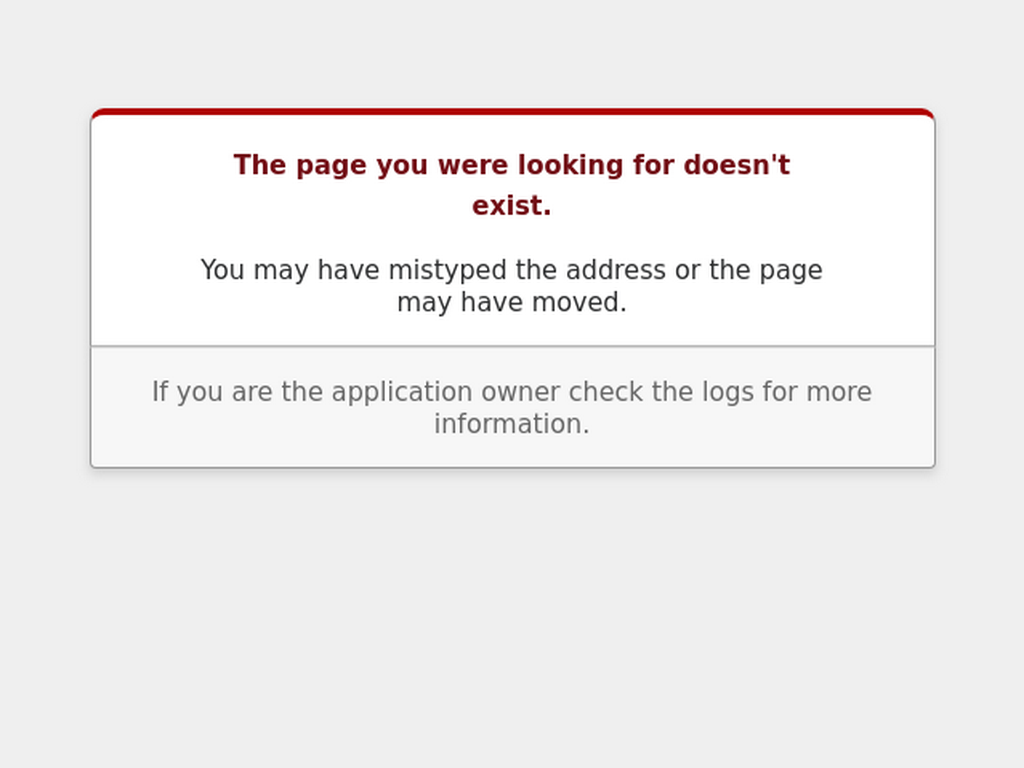 The page you were looking for doesn't
exist.
You may have mistyped the address or the page
may have moved.
If you are the application owner check the logs for more
information.